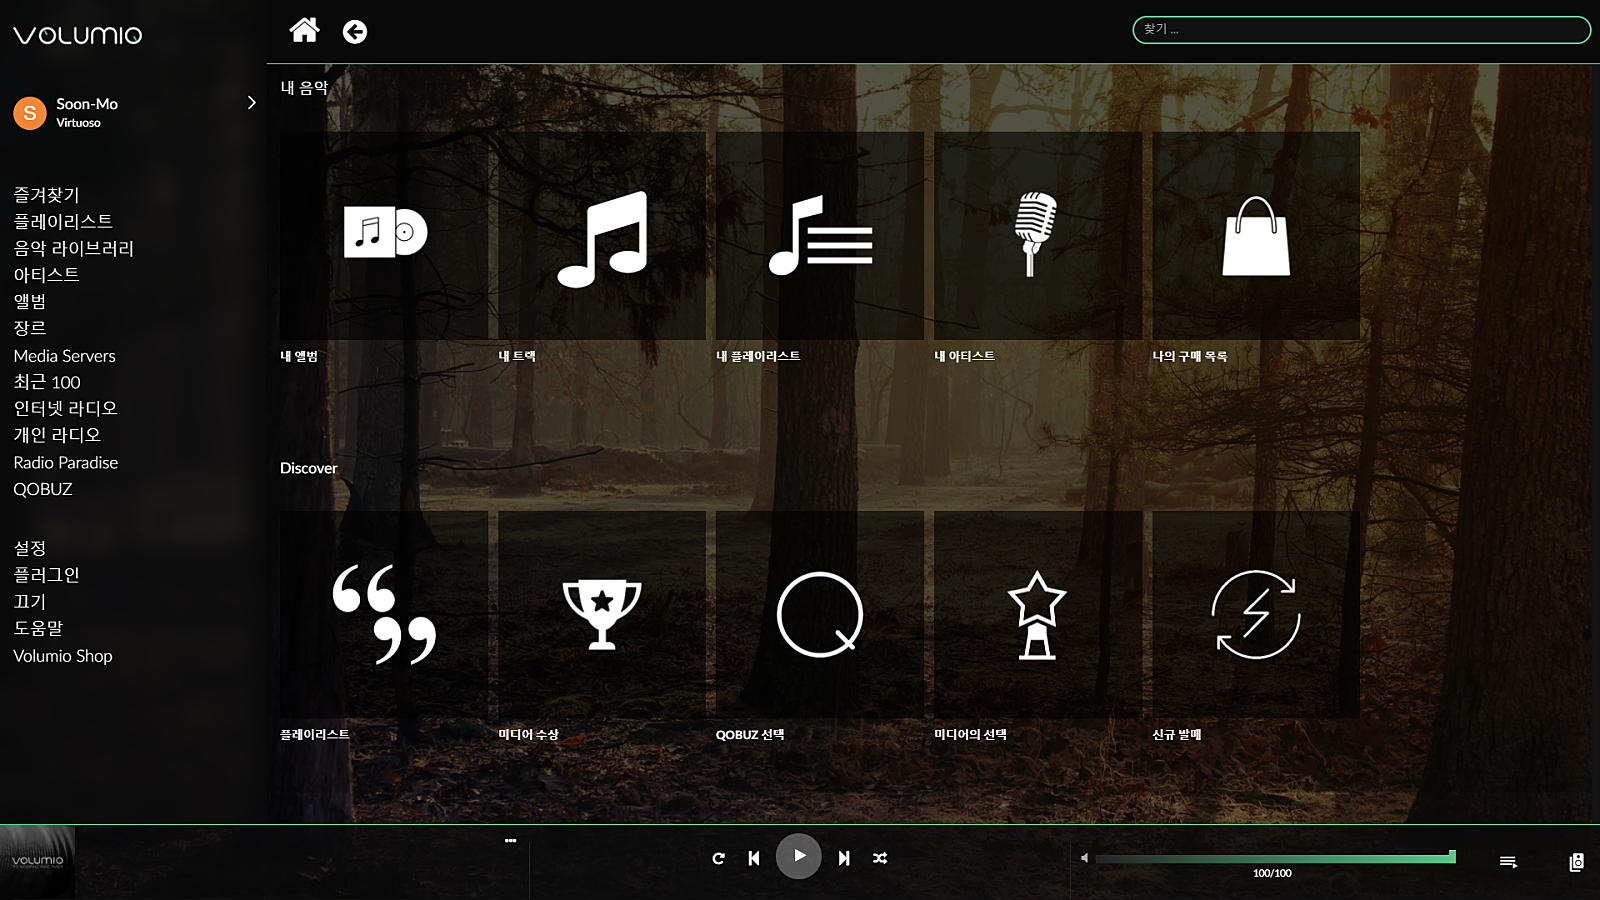 VOLUMIO
찾기 ...
S
Soon-Mo
Virtuoso
즐겨찾기
플레이리스트
음악 라이브러리
아티스트
앨범
장르
Media Servers
최근 100
인터넷 라디오
개인 라디오
Radio Paradise
QOBUZ
설정
플러그인
끄기
도움말
Volumio Shop
내 음악
내 앨범
내 트랙
내 플레이리스트
내 아티스트
나의 구매 목록
Discover
플레이리스트
미디어 수상
QOBUZ 선택
미디어의 선택
신규 발매
VOLUMIO
100/100